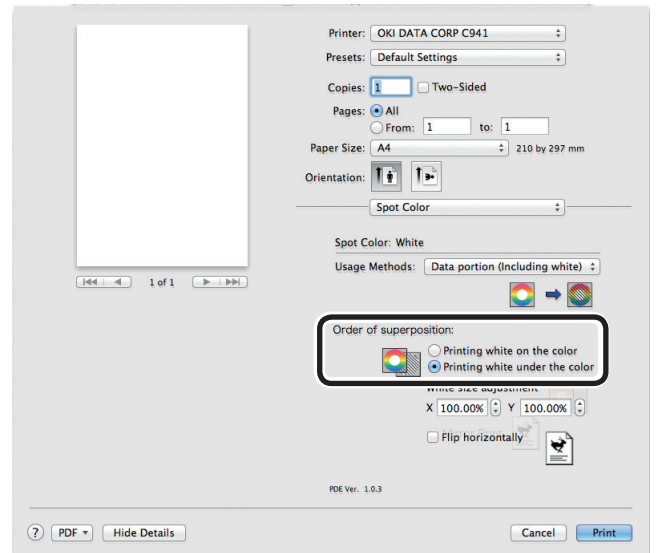 Printer: OKI DATA CORP C941
Presets: Default Settings
Copies: 1 Two-Sided
Pages: All
From: 1 to: 1
Paper Size: A4 210 by 297 mm
Orientation:
Spot Color
Spot Color: White
Usage Methods: Data portion (Including white)
1 of 1
Order of superposition:
Printing white on the color
Printing white under the color
White size adjustment
X 100.00% Y 100.00%
Flip horizontally
PDE Ver. 1.0.3
? PDF Hide Details Cancel Print